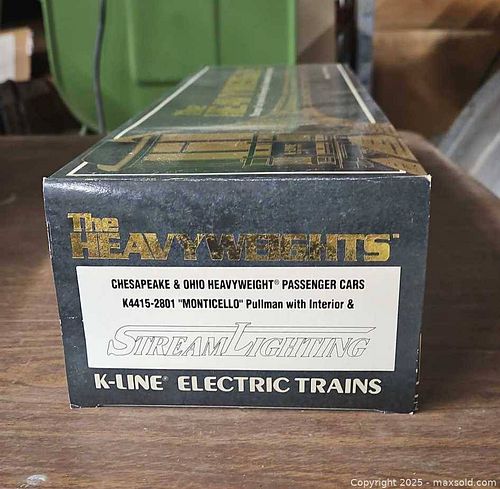 The
HEAVYWEIGHTS™
CHESAPEAKE & OHIO HEAVYWEIGHT® PASSENGER CARS
K4415-2801 "MONTICELLO" Pullman with Interior &
STREAMLIGHTING
K-LINE® ELECTRIC TRAINS
Copyright 2025 - maxsold.com